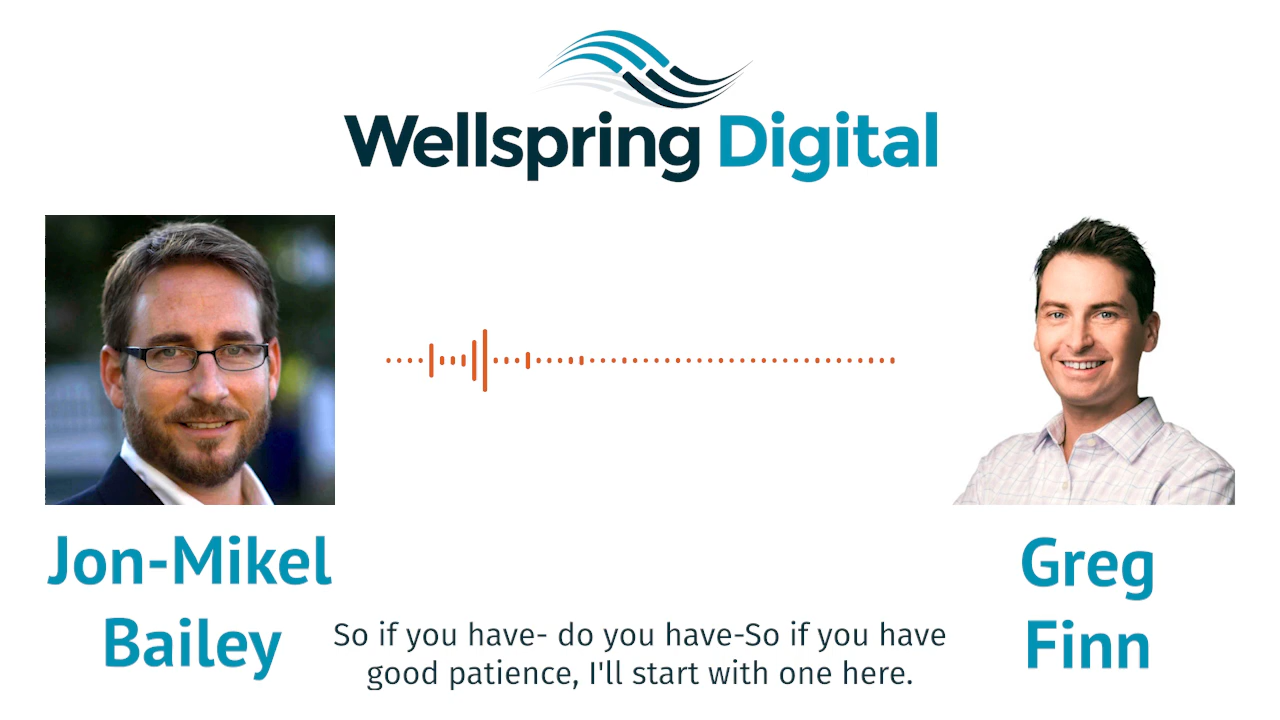 Wellspring Digital
Jon-Mikel
Bailey
Greg
Finn
So if you have- do you have-So if you have
good patience, I'll start with one here.